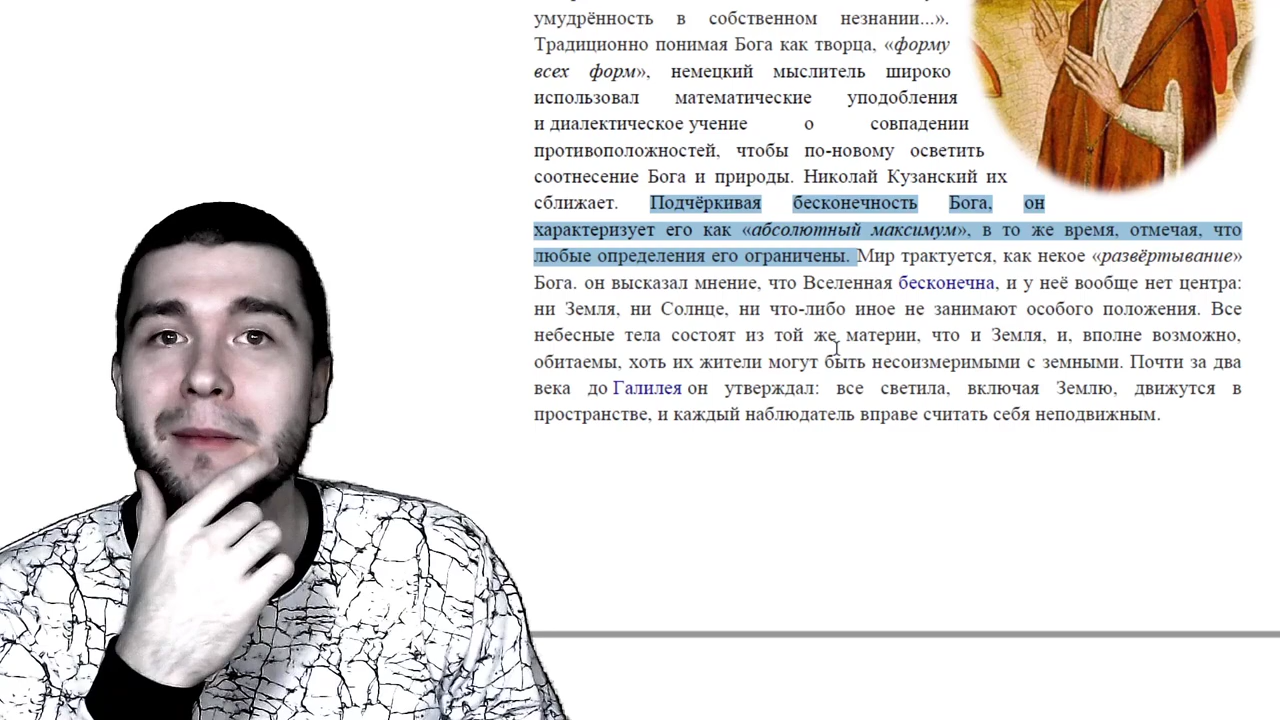 умудрённость в собственном незнании...».
Традиционно понимая Бога как творца, «форму
всех форм», немецкий мыслитель широко
использовал математические уподобления
и диалектическое учение о совпадении
противоположностей, чтобы по-новому осветить
соотнесение Бога и природы. Николай Кузанский их
сближает. Подчёркивая бесконечность Бога, он
характеризует его как «абсолютный максимум», в то же время, отмечая, что
любые определения его ограничены. Мир трактуется, как некое «развёртывание»
Бога. он высказал мнение, что Вселенная бесконечна, и у неё вообще нет центра:
ни Земля, ни Солнце, ни что-либо иное не занимают особого положения. Все
небесные тела состоят из той же материи, что и Земля, и, вполне возможно,
обитаемы, хоть их жители могут быть несоизмеримыми с земными. Почти за два
века до Галилея он утверждал: все светила, включая Землю, движутся в
пространстве, и каждый наблюдатель вправе считать себя неподвижным.